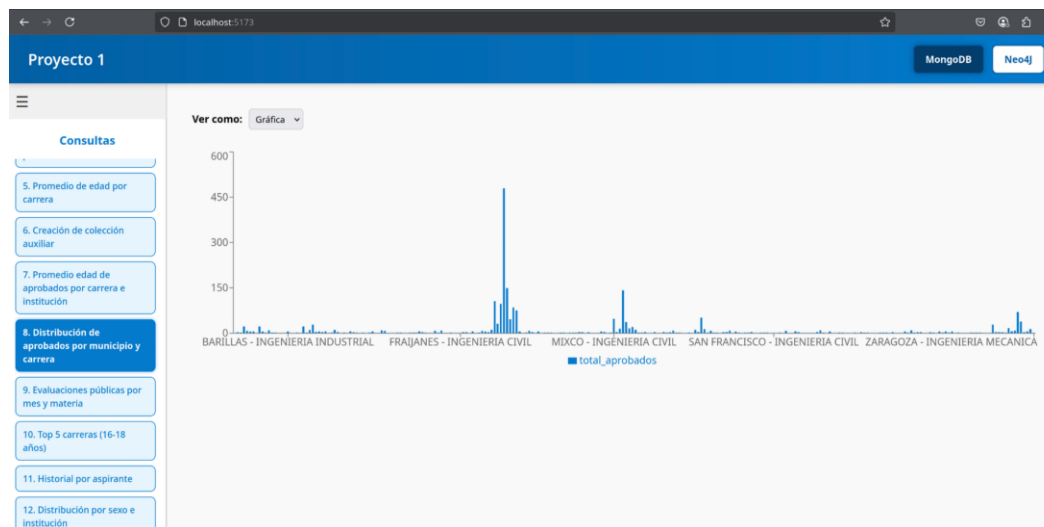 localhost:5173
Proyecto 1
MongoDB
Neo4J
Consultas
5. Promedio de edad por
carrera
6. Creación de colección
auxiliar
7. Promedio edad de
aprobados por carrera e
institución
8. Distribución de
aprobados por municipio y
carrera
9. Evaluaciones públicas por
mes y materia
10. Top 5 carreras (16-18
años)
11. Historial por aspirante
12. Distribución por sexo e
institución
Ver como: Gráfica
600
450
300
150
0
BARILLAS - INGENIERIA INDUSTRIAL
FRAIJANES - INGENIERIA CIVIL
MIXCO - INGENIERIA CIVIL
SAN FRANCISCO - INGENIERIA CIVIL
ZARAGOZA - INGENIERIA MECANICA
total_aprobados